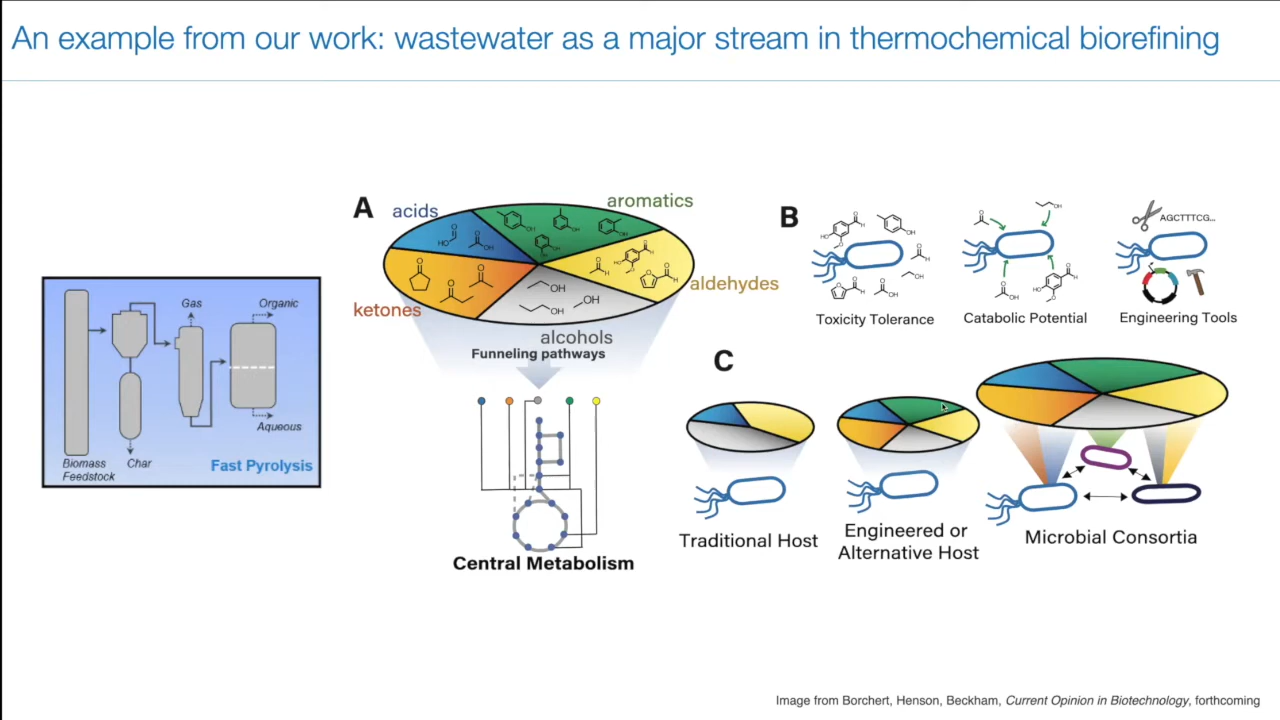 An example from our work: wastewater as a major stream in thermochemical biorefining
Gas
Organic
Aqueous
Biomass
Feedstock
Char
Fast Pyrolysis
A
acids
aromatics
aldehydes
ketones
alcohols
Funneling pathways
Central Metabolism
B
AGCTTTCG...
Toxicity Tolerance
Catabolic Potential
Engineering Tools
C
Traditional Host
Engineered or
Alternative Host
Microbial Consortia
Image from Borchert, Henson, Beckham, Current Opinion in Biotechnology, forthcoming